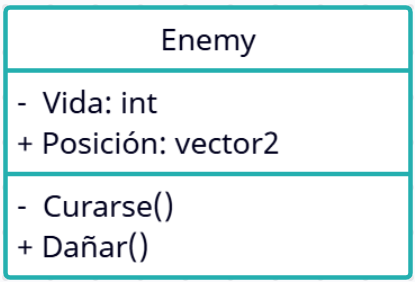 Enemy
- Vida: int
+ Posición: vector2
- Curarse()
+ Dañar()